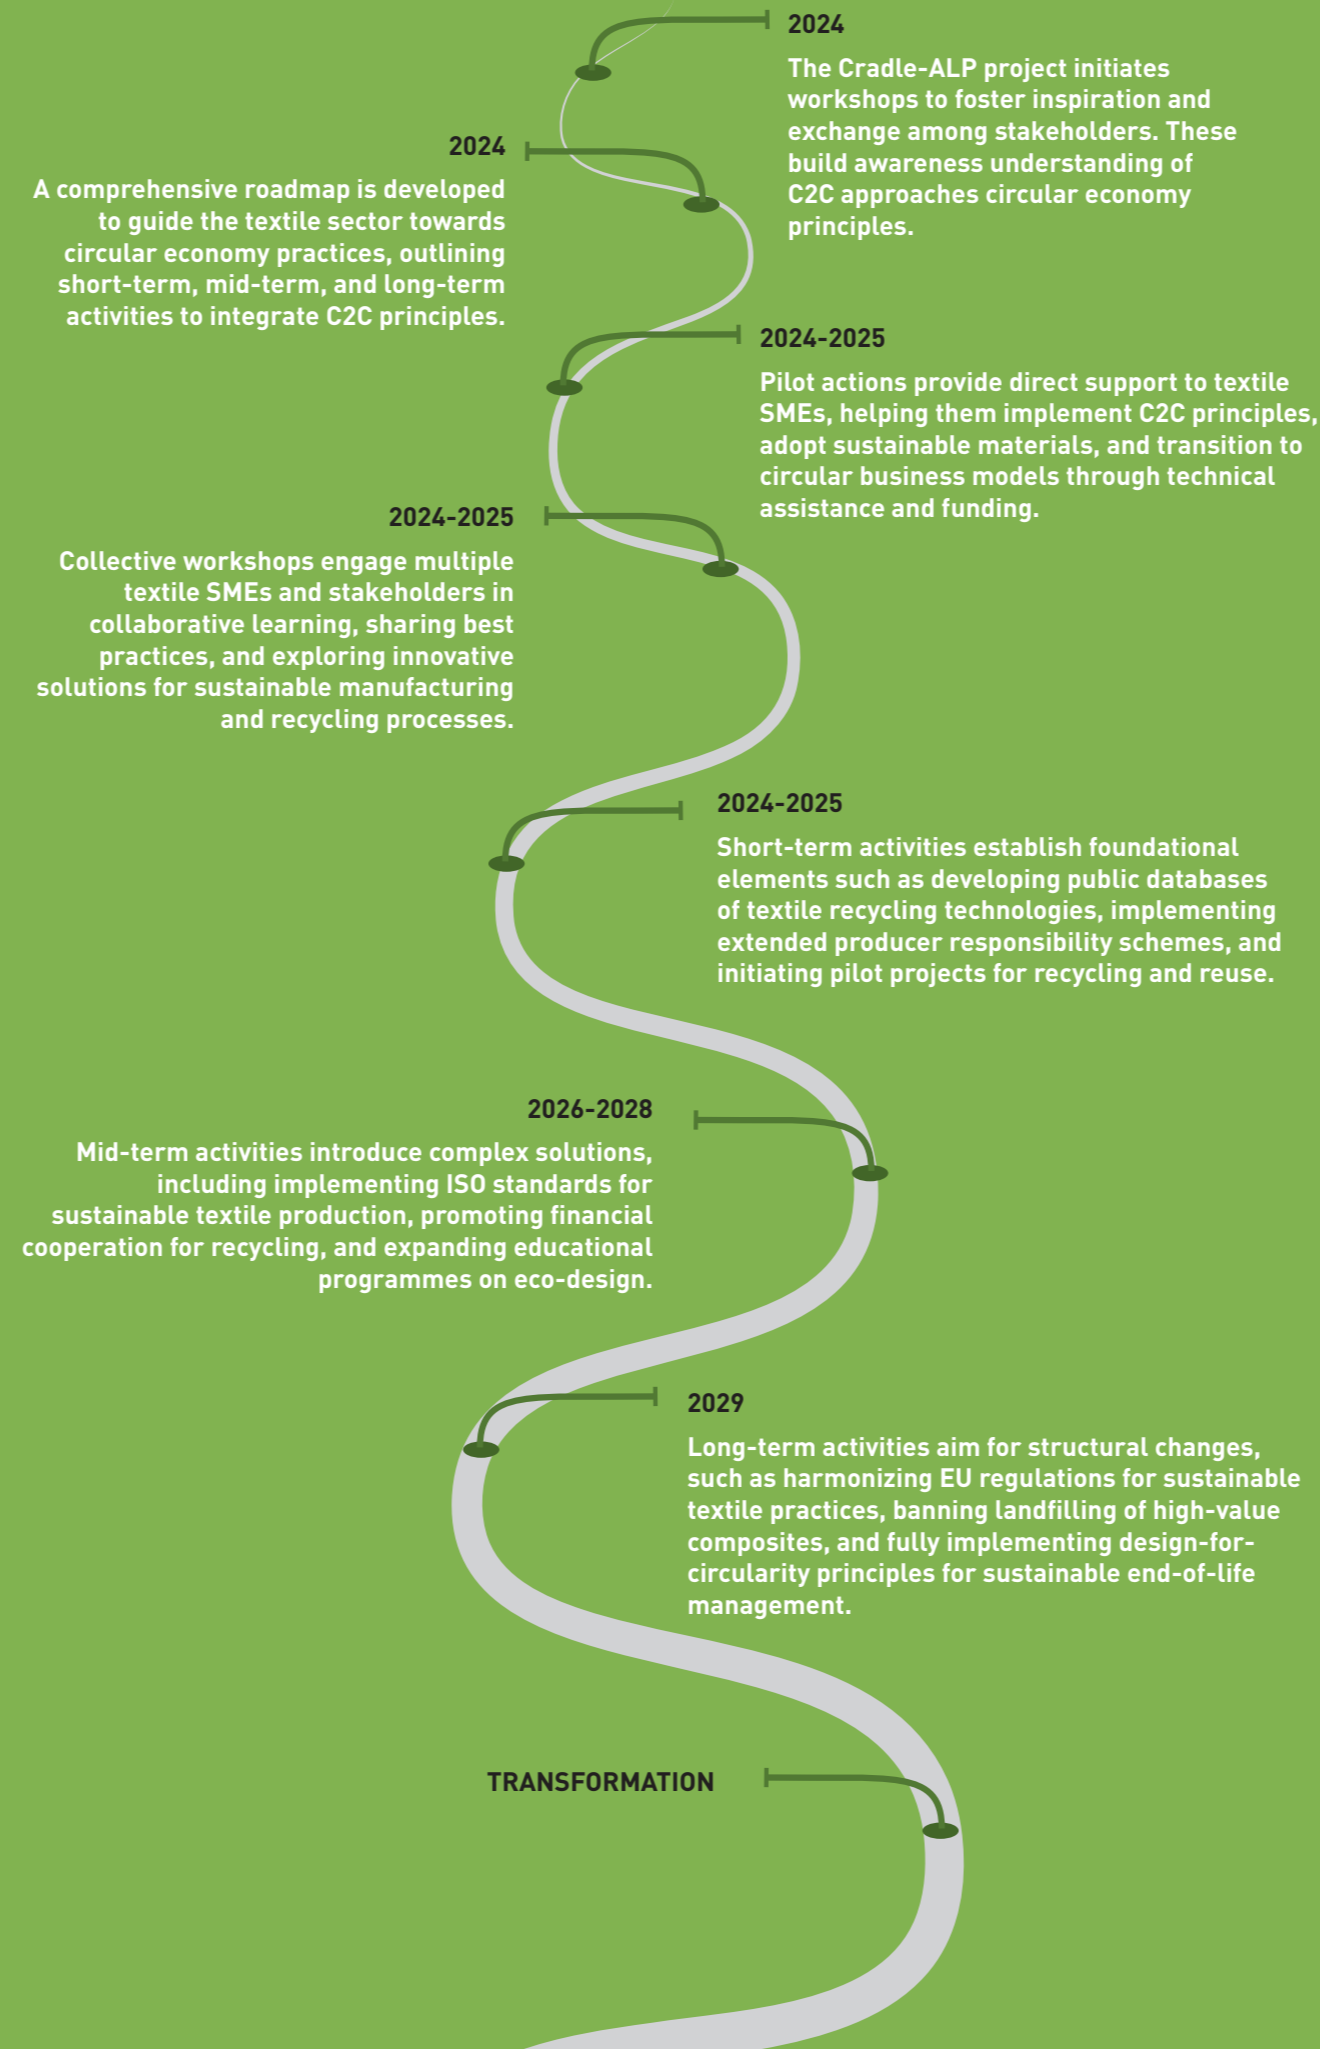 2024
The Cradle-ALP project initiates
workshops to foster inspiration and
exchange among stakeholders. These
build awareness understanding of
C2C approaches circular economy
principles.
2024
A comprehensive roadmap is developed
to guide the textile sector towards
circular economy practices, outlining
short-term, mid-term, and long-term
activities to integrate C2C principles.
2024-2025
Pilot actions provide direct support to textile
SMEs, helping them implement C2C principles,
adopt sustainable materials, and transition to
circular business models through technical
assistance and funding.
2024-2025
Collective workshops engage multiple
textile SMEs and stakeholders in
collaborative learning, sharing best
practices, and exploring innovative
solutions for sustainable manufacturing
and recycling processes.
2024-2025
Short-term activities establish foundational
elements such as developing public databases
of textile recycling technologies, implementing
extended producer responsibility schemes, and
initiating pilot projects for recycling and reuse.
2026-2028
Mid-term activities introduce complex solutions,
including implementing ISO standards for
sustainable textile production, promoting financial
cooperation for recycling, and expanding educational
programmes on eco-design.
2029
Long-term activities aim for structural changes,
such as harmonizing EU regulations for sustainable
textile practices, banning landfilling of high-value
composites, and fully implementing design-for-
circularity principles for sustainable end-of-life
management.
TRANSFORMATION